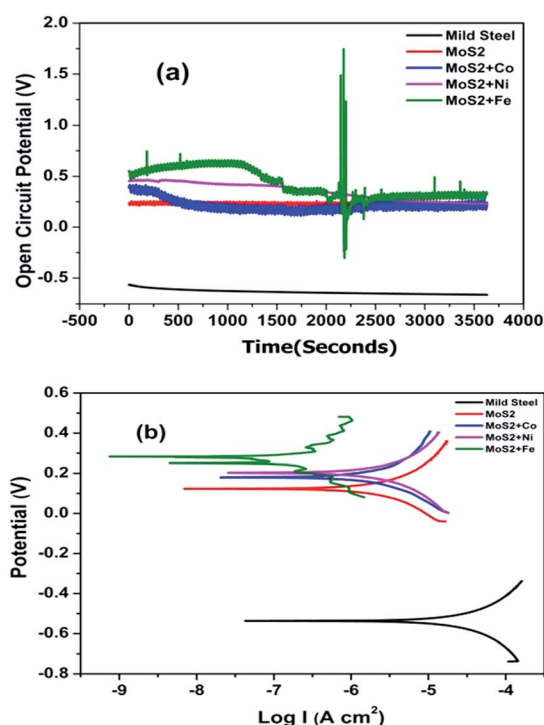 Mild Steel
MoS2
MoS2+Co
MoS2+Ni
MoS2+Fe
(a)
2.0
1.5
1.0
0.5
0.0
-0.5
Open Circuit Potential (V)
-500 0 500 1000 1500 2000 2500 3000 3500 4000
Time(Seconds)
0.6
0.4
0.2
0.0
-0.2
-0.4
-0.6
-0.8
(b)
Mild Steel
MoS2
MoS2+Co
MoS2+Ni
MoS2+Fe
Potential (V)
-9 -8 -7 -6 -5 -4
Log I (A cm²)